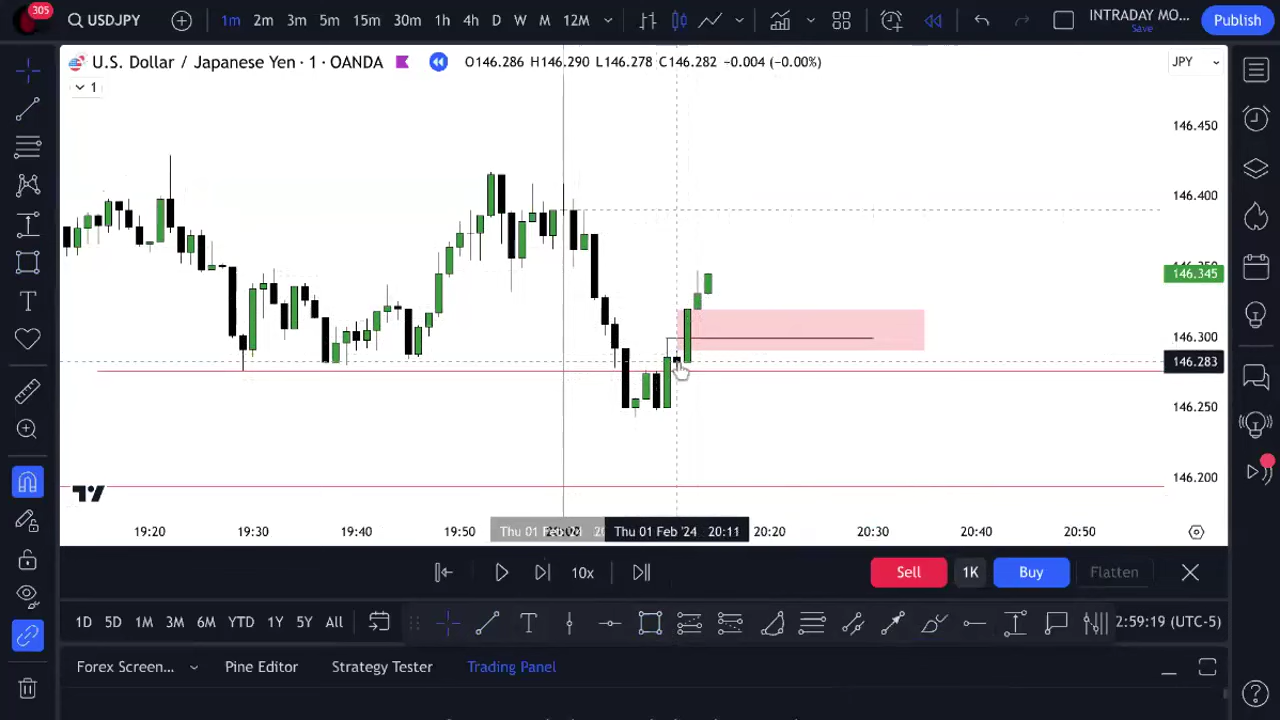 305
USDJPY
1m 2m 3m 5m 15m 30m 1h 4h D W M 12M
INTRADAY MO...
Save
Publish
U.S. Dollar / Japanese Yen · 1 · OANDA
O146.286 H146.290 L146.278 C146.282 −0.004 (−0.00%)
JPY
1
146.450
146.400
146.345
146.300
146.283
146.250
146.200
Thu 01 Feb
Thu 01 Feb '24 20:11
19:20 19:30 19:40 19:50 20:20 20:30 20:40 20:50
10x
Sell 1K Buy Flatten
1D 5D 1M 3M 6M YTD 1Y 5Y All
2:59:19 (UTC-5)
Forex Screen... Pine Editor Strategy Tester Trading Panel